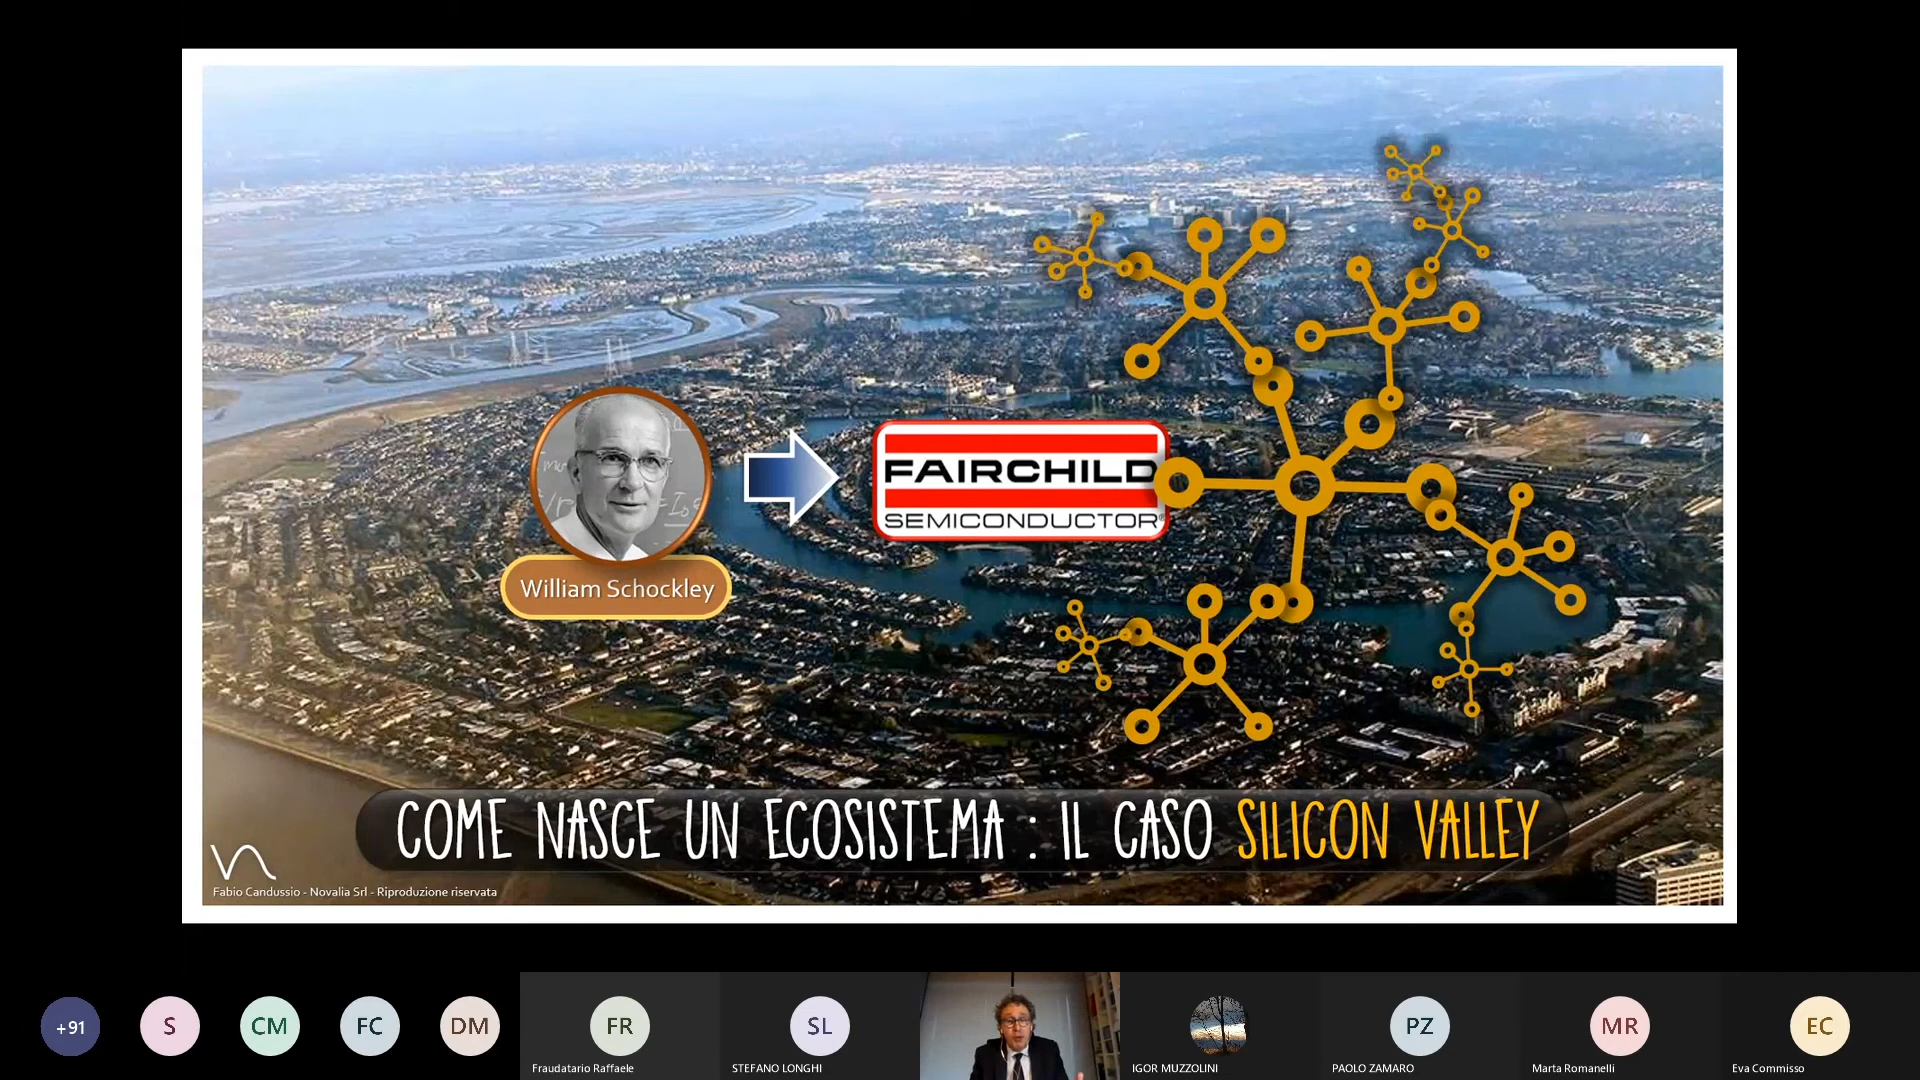 FAIRCHILD
SEMICONDUCTOR®
William Schockley
COME NASCE UN ECOSISTEMA : IL CASO SILICON VALLEY
Fabio Candussio - Novalia Srl - Riproduzione riservata
+91
S
CM
FC
DM
FR
SL
PZ
MR
EC
Fraudatario Raffaele
STEFANO LONGHI
IGOR MUZZOLINI
PAOLO ZAMARO
Marta Romanelli
Eva Commisso